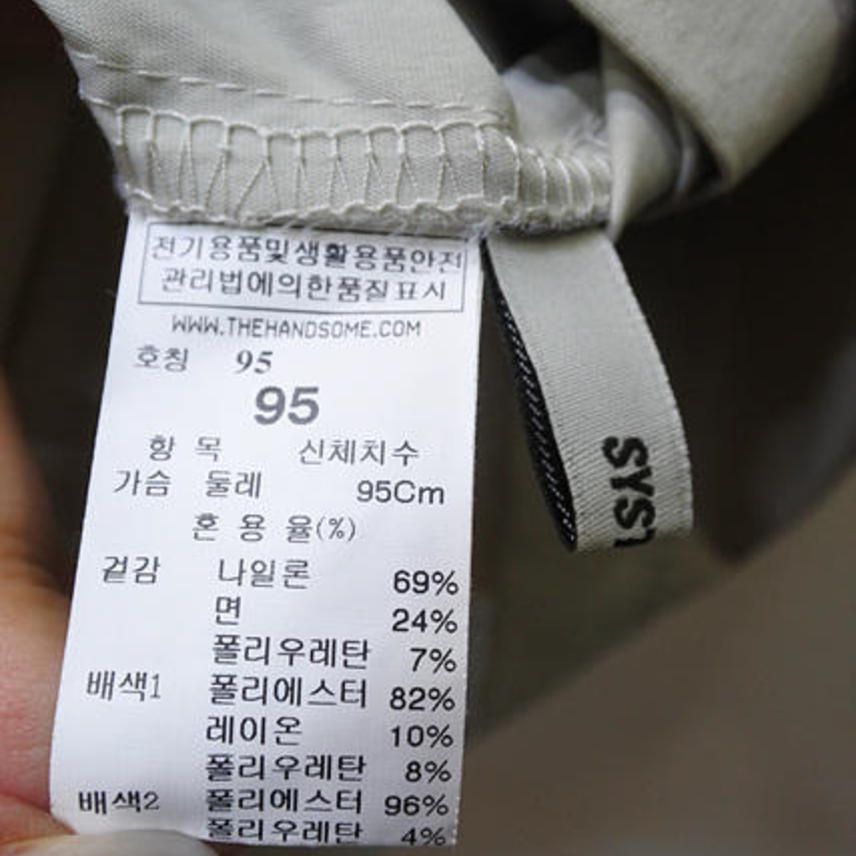 전기용품및생활용품안전
관리법에의한품질표시
WWW.THEHANDSOME.COM
호칭 95
95
항 목 신체치수
가슴 둘레 95Cm
혼 용 율(%)
겉감 나일론 69%
면 24%
폴리우레탄 7%
배색1 폴리에스터 82%
레이온 10%
폴리우레탄 8%
배색2 폴리에스터 96%
폴리우레탄 4%